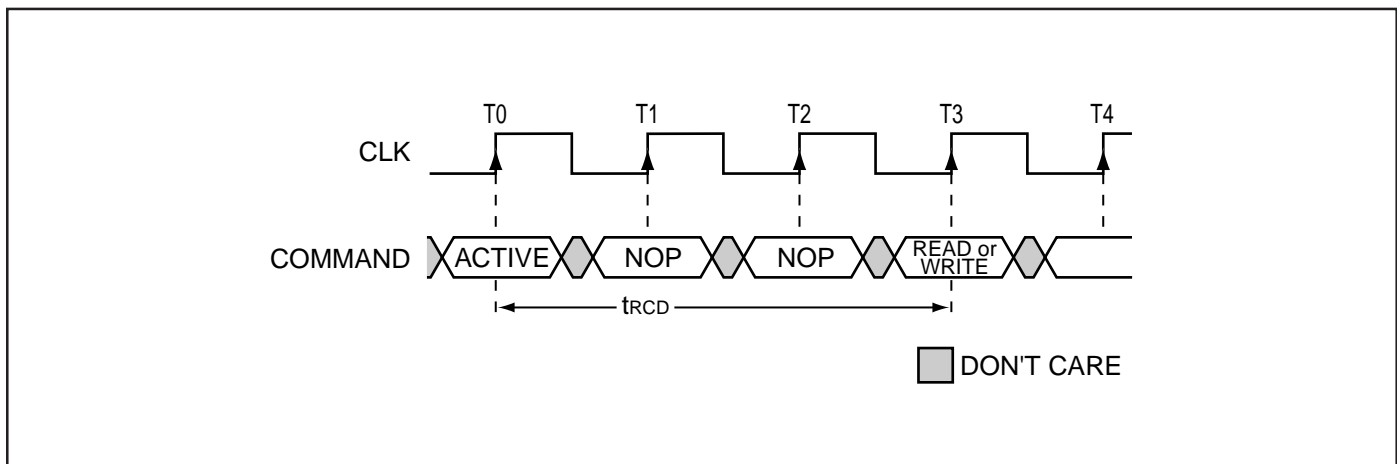 T0 T1 T2 T3 T4
CLK
COMMAND ACTIVE NOP NOP READ or
WRITE
tRCD
DON'T CARE